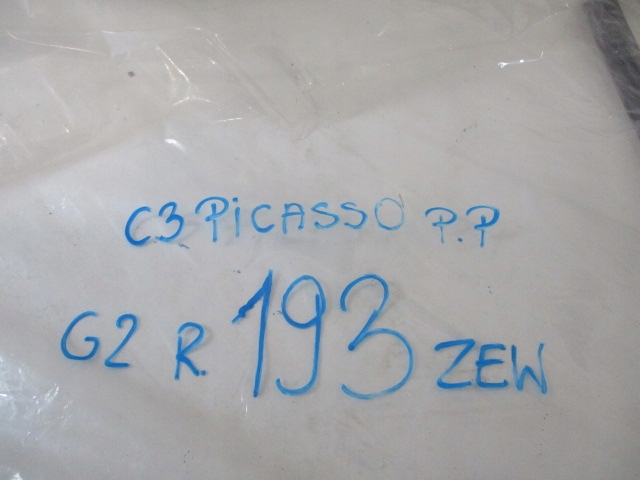 C3 PiCASSO P.P
G2 R. 193 ZEW